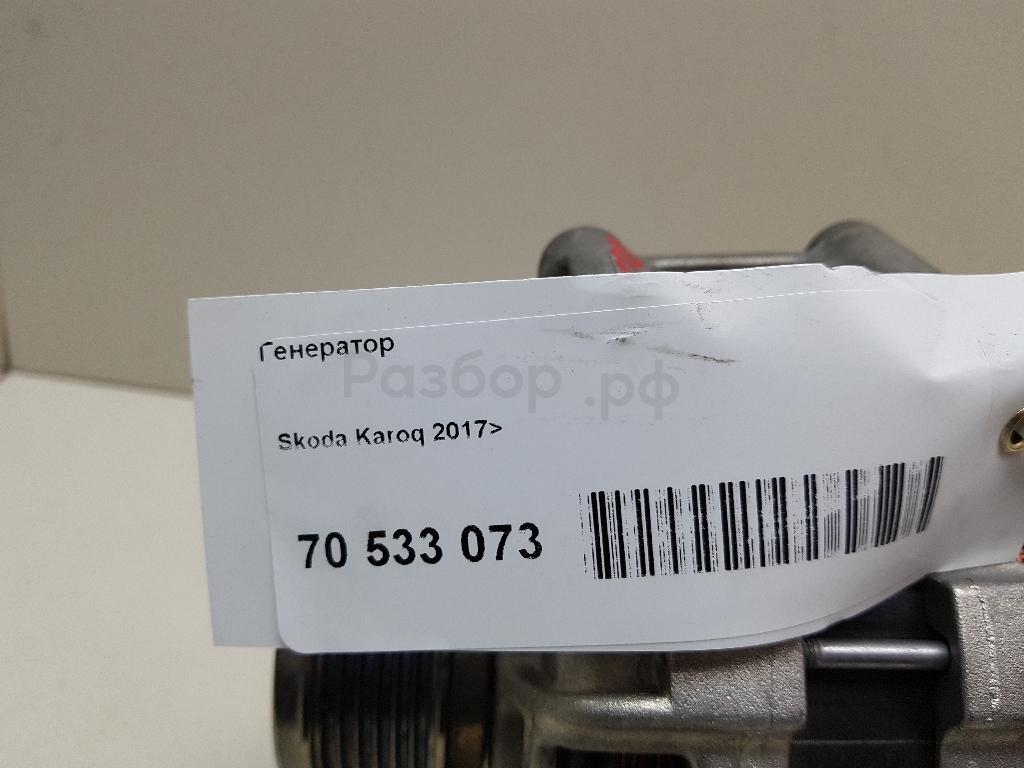 Генератор
Разбор.рф
Skoda Karoq 2017>
70 533 073